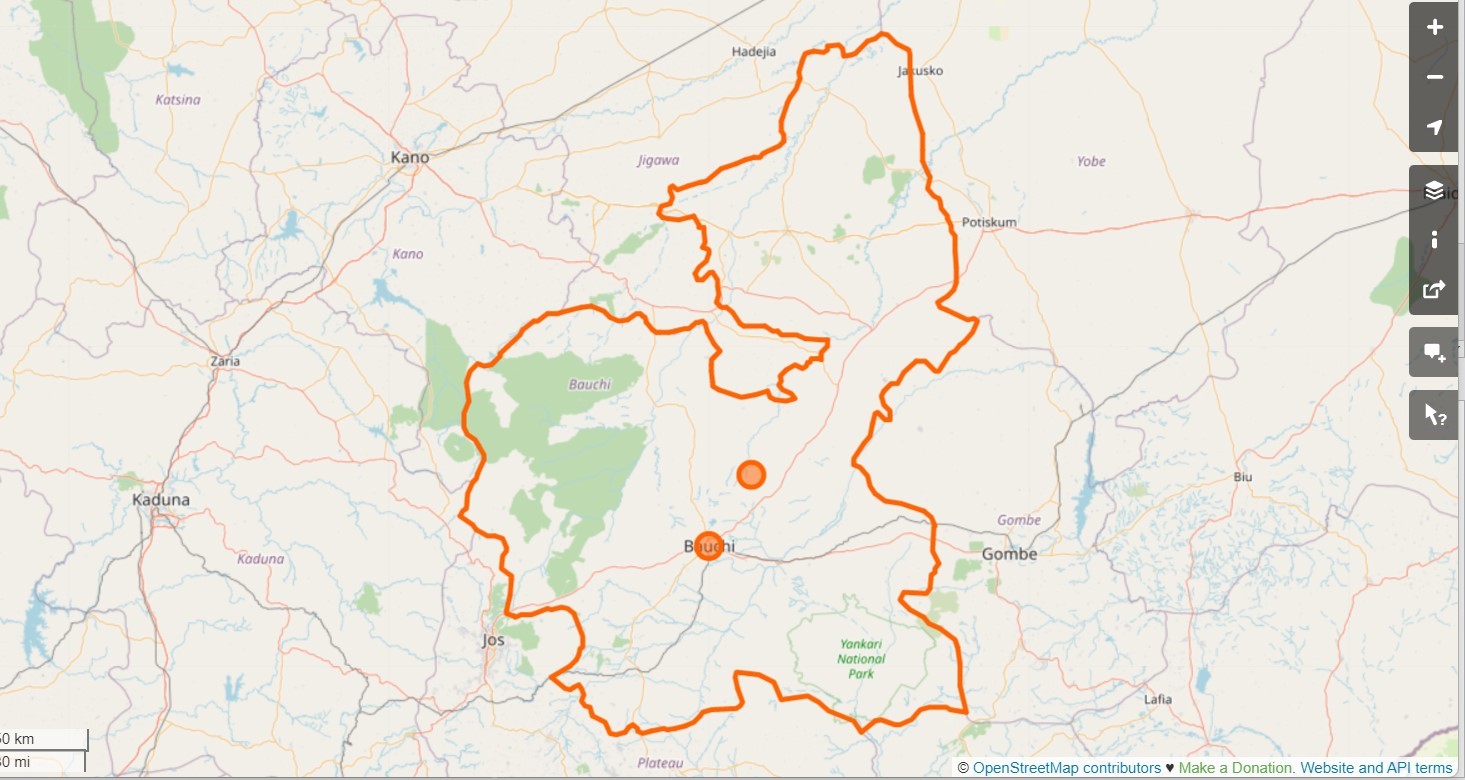 Hadejia
Jakusko
Katsina
Kano
Jigawa
Yobe
Potiskum
Kano
Zaria
Bauchi
Biu
Kaduna
Gombe
Bauchi
Gombe
Kaduna
Jos
Yankari
National
Park
Lafia
50 km
30 mi
Plateau
© OpenStreetMap contributors ♥ Make a Donation. Website and API terms